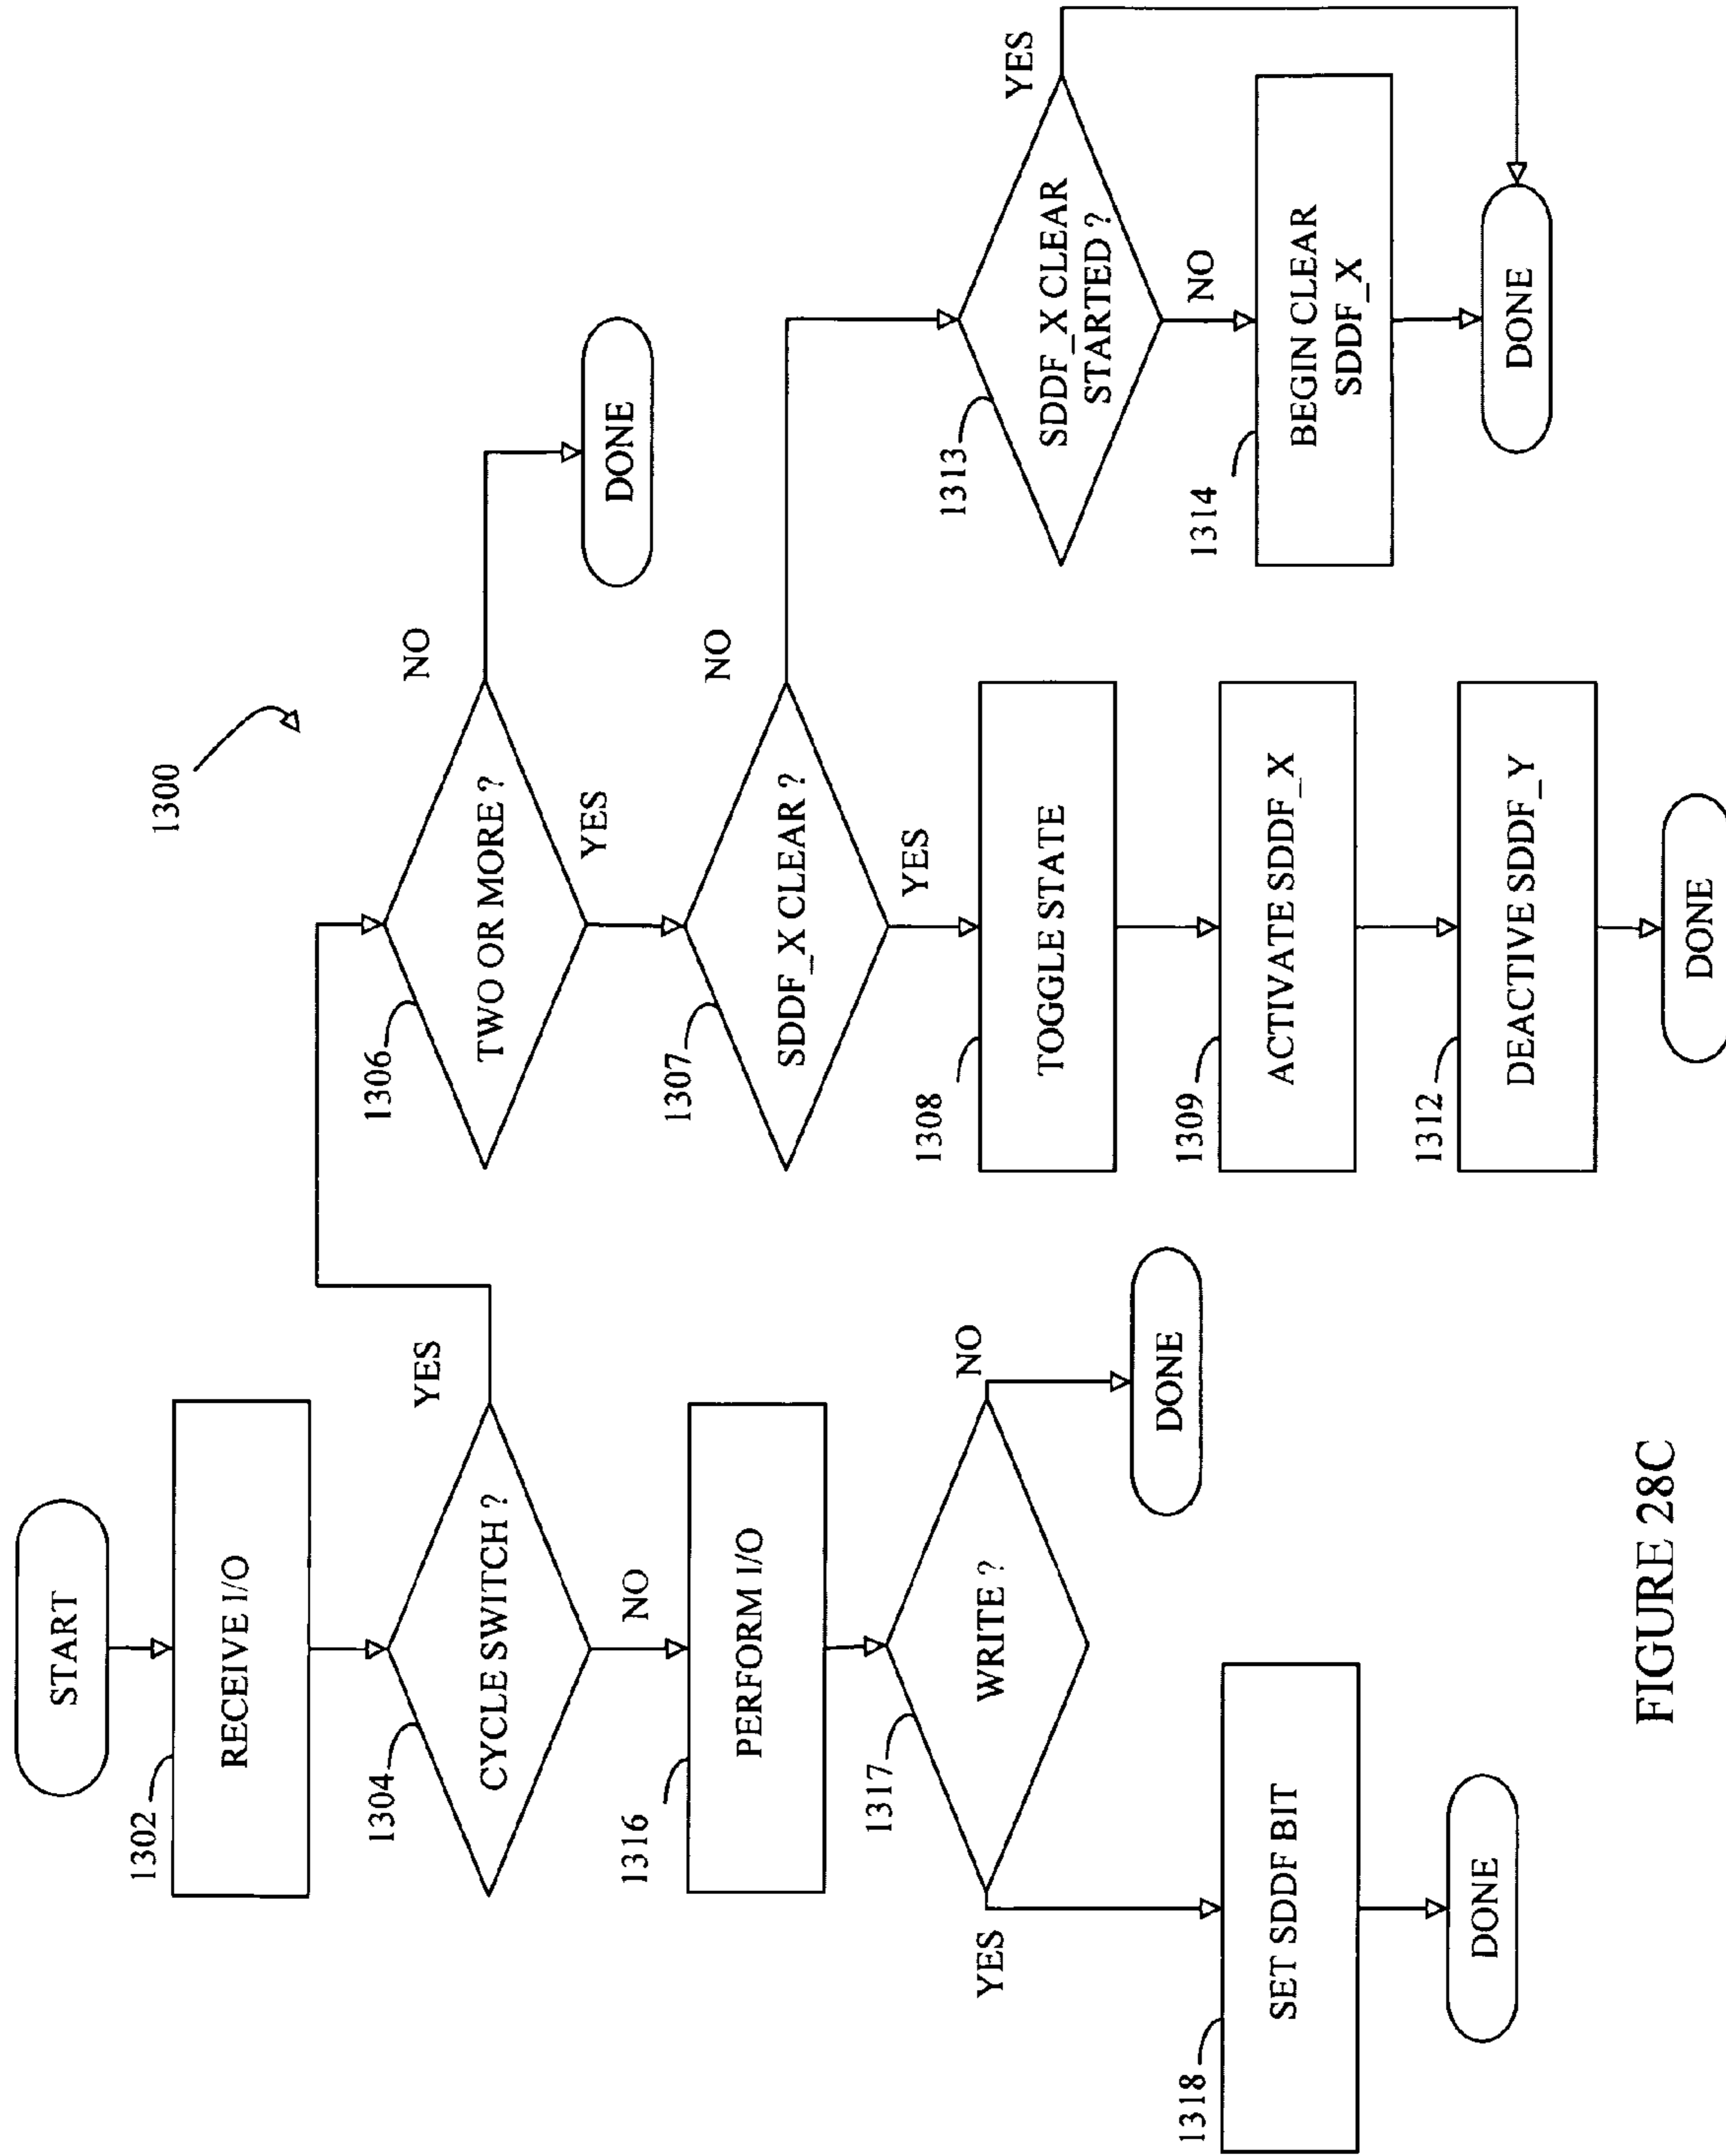 1300
START
1302
RECEIVE I/O
1304
CYCLE SWITCH ?
YES
NO
1316
PERFORM I/O
1317
WRITE ?
YES
NO
1318
SET SDDF BIT
DONE
DONE
1306
TWO OR MORE ?
NO
YES
DONE
1307
SDDF_X CLEAR ?
NO
YES
1308
TOGGLE STATE
1309
ACTIVATE SDDF_X
1312
DEACTIVE SDDF_Y
DONE
1313
SDDF_X CLEAR
STARTED ?
YES
NO
1314
BEGIN CLEAR
SDDF_X
DONE
FIGURE 28C